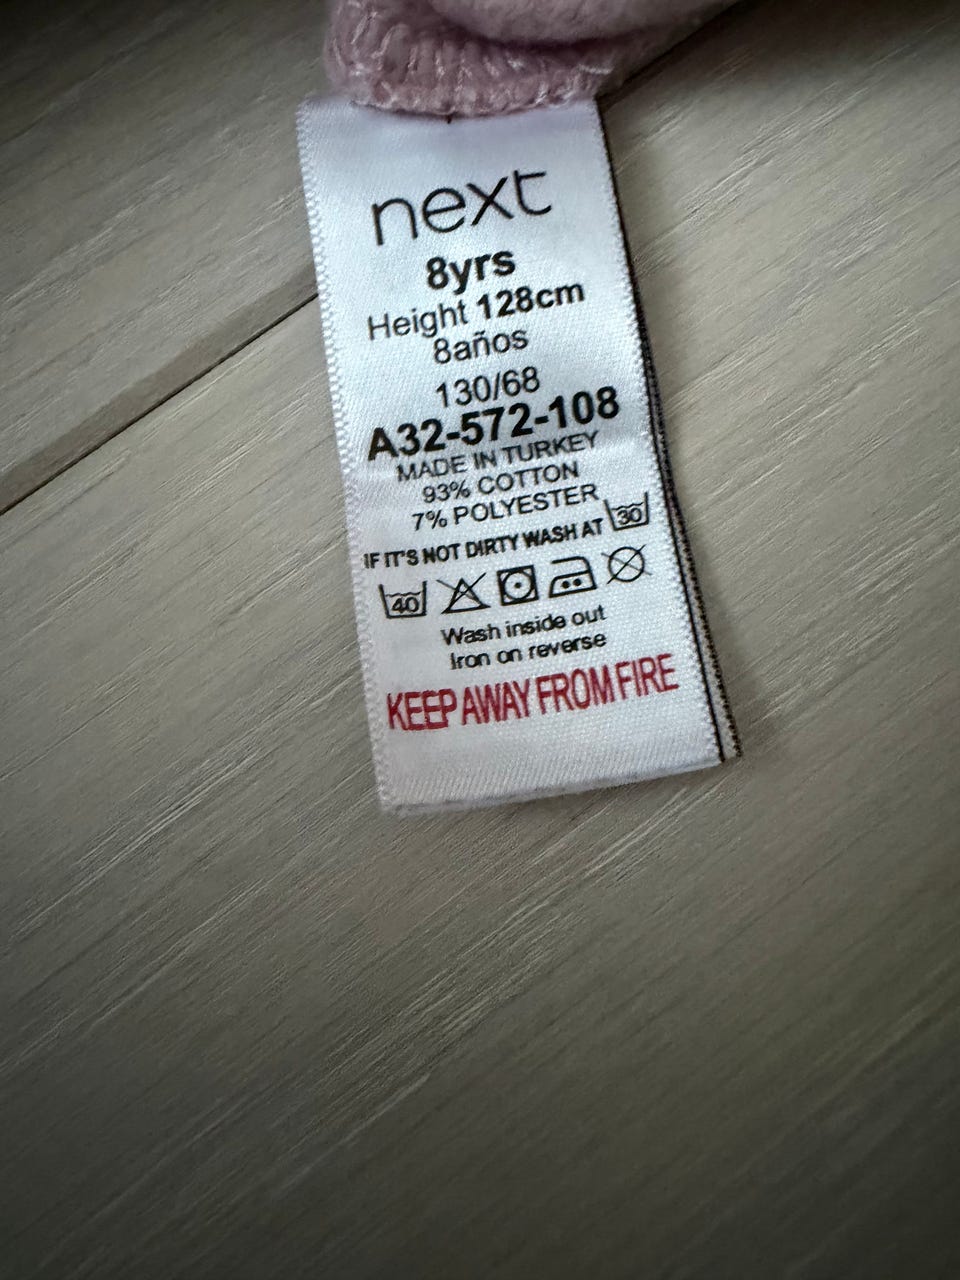 next
8yrs
Height 128cm
8años
130/68
A32-572-108
MADE IN TURKEY
93% COTTON
7% POLYESTER
IF IT'S NOT DIRTY WASH AT 30
40
Wash inside out
Iron on reverse
KEEP AWAY FROM FIRE